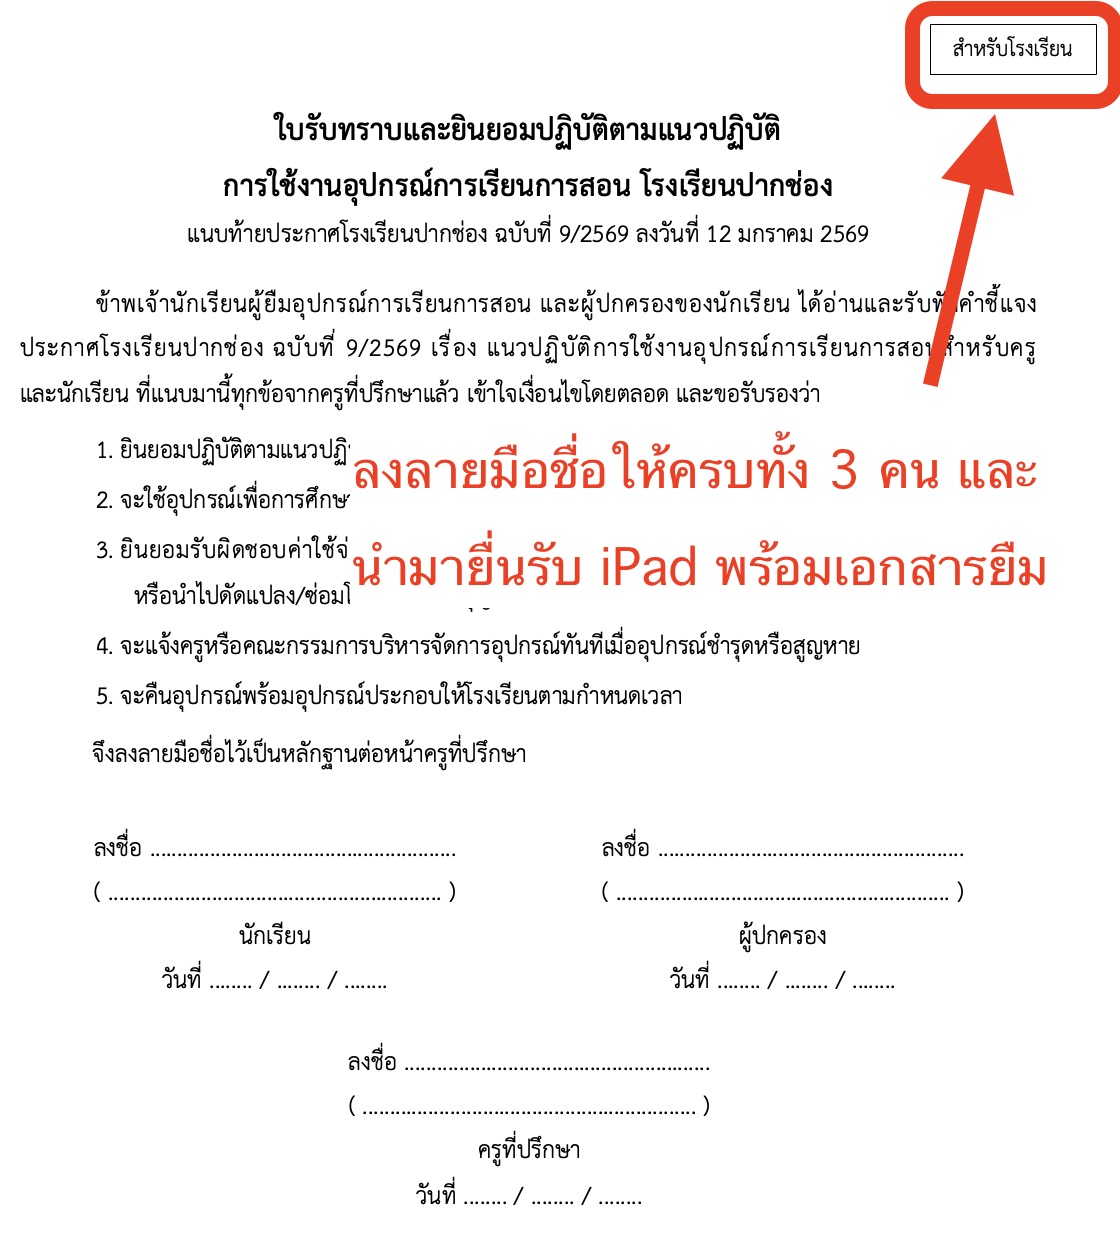 สำหรับโรงเรียน
ใบรับทราบและยินยอมปฏิบัติตามแนวปฏิบัติ
การใช้งานอุปกรณ์การเรียนการสอน โรงเรียนปากช่อง
แนบท้ายประกาศโรงเรียนปากช่อง ฉบับที่ 9/2569 ลงวันที่ 12 มกราคม 2569
ข้าพเจ้านักเรียนผู้ยืมอุปกรณ์การเรียนการสอน และผู้ปกครองของนักเรียน ได้อ่านและรับฟังคำชี้แจง
ประกาศโรงเรียนปากช่อง ฉบับที่ 9/2569 เรื่อง แนวปฏิบัติการใช้งานอุปกรณ์การเรียนการสอนสำหรับครู
และนักเรียน ที่แนบมานี้ทุกข้อจากครูที่ปรึกษาแล้ว เข้าใจเงื่อนไขโดยตลอด และขอรับรองว่า
1. ยินยอมปฏิบัติตามแนวปฏิ
ลงลายมือชื่อให้ครบทั้ง 3 คน และ
2. จะใช้อุปกรณ์เพื่อการศึกษ
3. ยินยอมรับผิดชอบค่าใช้จ่
นำมายื่นรับ iPad พร้อมเอกสารยืม
หรือนำไปดัดแปลง/ซ่อมโ
4. จะแจ้งครูหรือคณะกรรมการบริหารจัดการอุปกรณ์ทันทีเมื่ออุปกรณ์ชำรุดหรือสูญหาย
5. จะคืนอุปกรณ์พร้อมอุปกรณ์ประกอบให้โรงเรียนตามกำหนดเวลา
จึงลงลายมือชื่อไว้เป็นหลักฐานต่อหน้าครูที่ปรึกษา
ลงชื่อ ......................................................... ลงชื่อ .........................................................
( .............................................................. ) ( .............................................................. )
นักเรียน ผู้ปกครอง
วันที่ ........ / ........ / ........ วันที่ ........ / ........ / ........
ลงชื่อ .........................................................
( .............................................................. )
ครูที่ปรึกษา
วันที่ ........ / ........ / ........